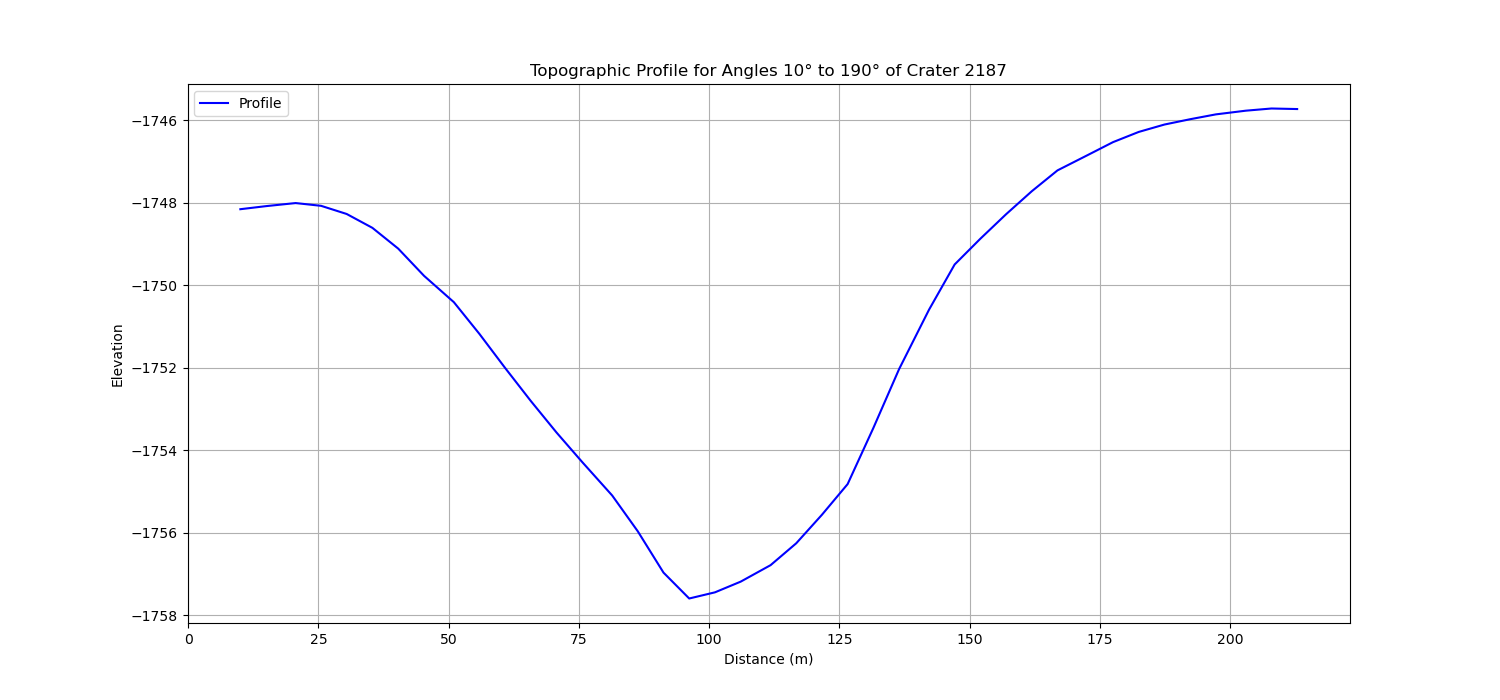 Topographic Profile for Angles 10° to 190° of Crater 2187
Profile
−1746
−1748
−1750
−1752
−1754
−1756
−1758
Elevation
0 25 50 75 100 125 150 175 200
Distance (m)